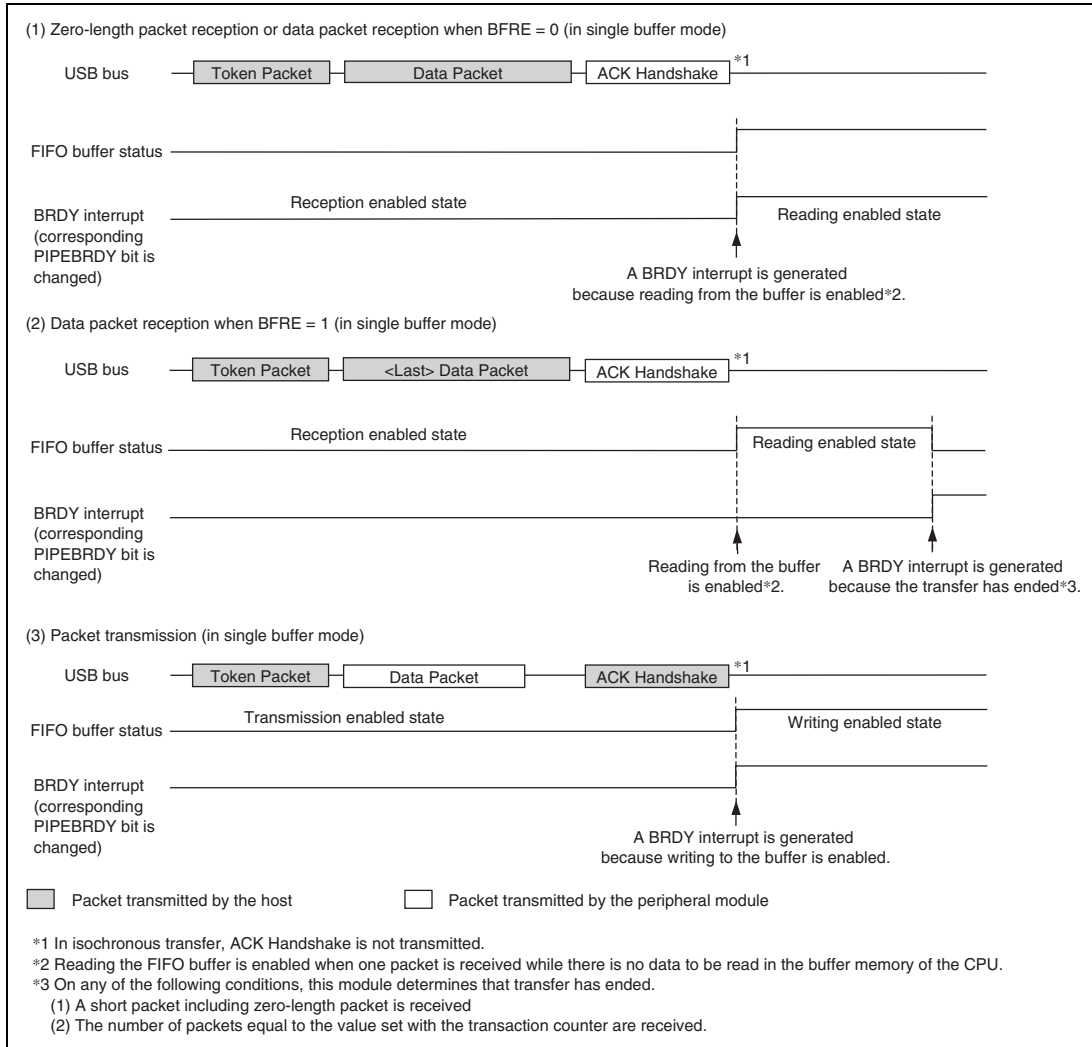 (1) Zero-length packet reception or data packet reception when BFRE = 0 (in single buffer mode)
USB bus
Token Packet
Data Packet
ACK Handshake
*1
FIFO buffer status
Reception enabled state
Reading enabled state
BRDY interrupt
(corresponding
PIPEBRDY bit is
changed)
A BRDY interrupt is generated
because reading from the buffer is enabled*2.
(2) Data packet reception when BFRE = 1 (in single buffer mode)
USB bus
Token Packet
<Last> Data Packet
ACK Handshake
*1
Reception enabled state
Reading enabled state
FIFO buffer status
BRDY interrupt
(corresponding
PIPEBRDY bit is
changed)
Reading from the buffer
is enabled*2.
A BRDY interrupt is generated
because the transfer has ended*3.
(3) Packet transmission (in single buffer mode)
USB bus
Token Packet
Data Packet
ACK Handshake
*1
Transmission enabled state
Writing enabled state
FIFO buffer status
BRDY interrupt
(corresponding
PIPEBRDY bit is
changed)
A BRDY interrupt is generated
because writing to the buffer is enabled.
Packet transmitted by the host
Packet transmitted by the peripheral module
*1 In isochronous transfer, ACK Handshake is not transmitted.
*2 Reading the FIFO buffer is enabled when one packet is received while there is no data to be read in the buffer memory of the CPU.
*3 On any of the following conditions, this module determines that transfer has ended.
(1) A short packet including zero-length packet is received
(2) The number of packets equal to the value set with the transaction counter are received.